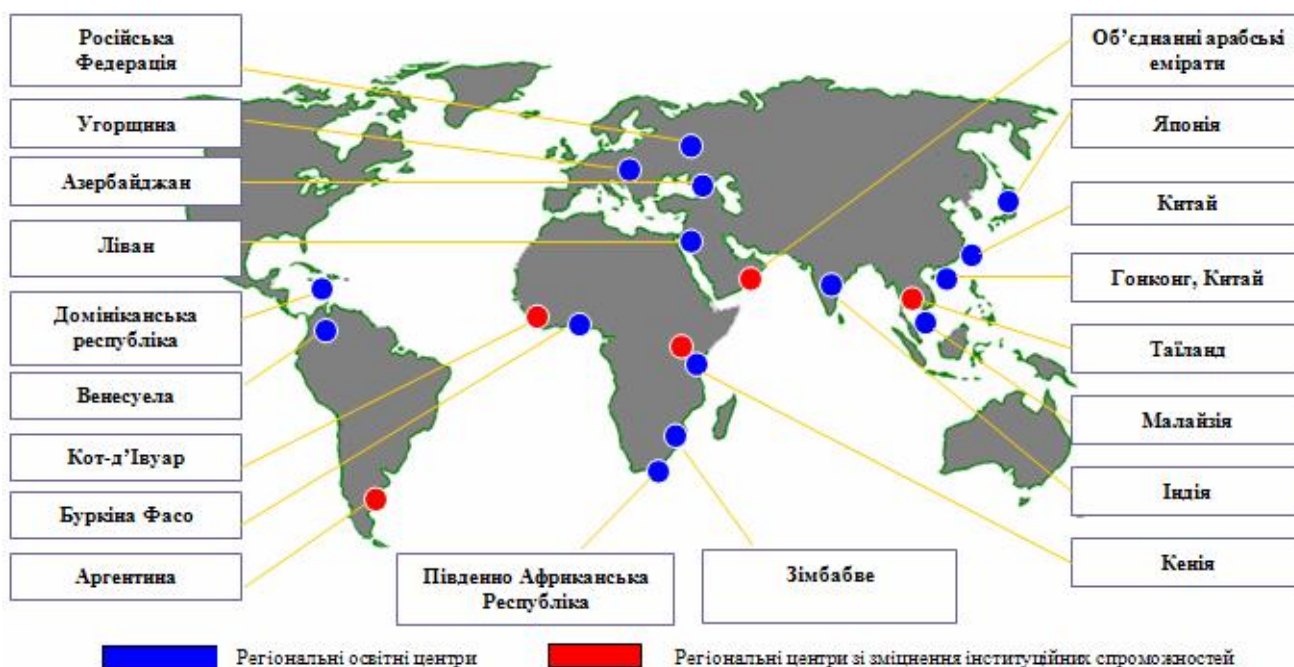 Російська
Федерація
Угорщина
Азербайджан
Ліван
Домініканська
республіка
Венесуела
Кот-д’Івуар
Буркіна Фасо
Аргентина
Південно Африканська
Республіка
Зімбабве
Об’єднанні арабські
емірати
Японія
Китай
Гонконг, Китай
Таїланд
Малайзія
Індія
Кенія
Регіональні освітні центри
Регіональні центри зі зміцнення інституційних спроможностей